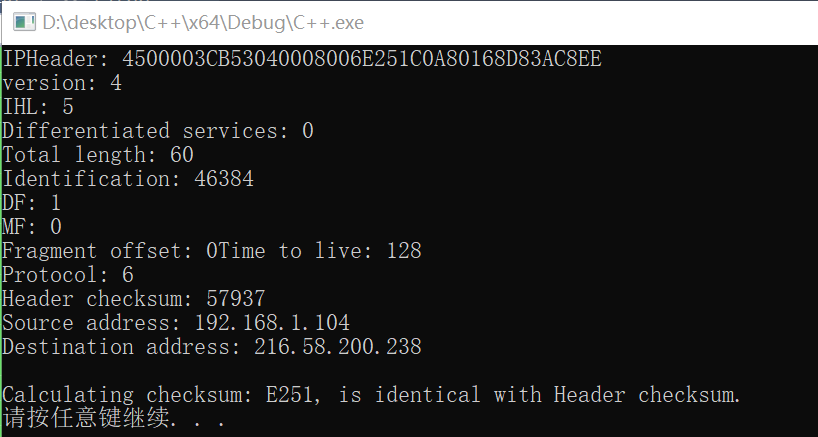 D:\desktop\C++\x64\Debug\C++.exe
IPHeader: 4500003CB53040008006E251C0A80168D83AC8EE
version: 4
IHL: 5
Differentiated services: 0
Total length: 60
Identification: 46384
DF: 1
MF: 0
Fragment offset: 0Time to live: 128
Protocol: 6
Header checksum: 57937
Source address: 192.168.1.104
Destination address: 216.58.200.238
Calculating checksum: E251, is identical with Header checksum.
请按任意键继续. . .